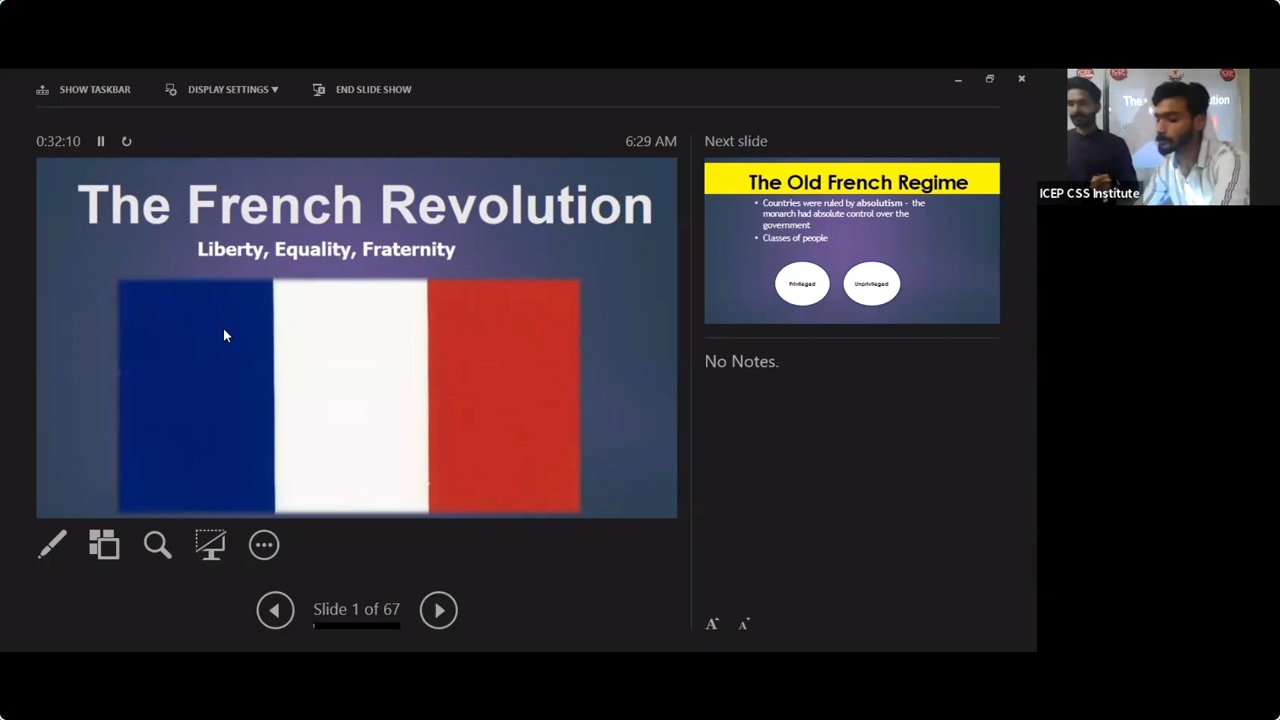 SHOW TASKBAR
DISPLAY SETTINGS ▼
END SLIDE SHOW
0:32:10
6:29 AM
The French Revolution
Liberty, Equality, Fraternity
Slide 1 of 67
Next slide
The Old French Regime
• Countries were ruled by absolutism - the
monarch had absolute control over the
government
• Classes of people
Privileged
Unprivileged
No Notes.
A
A
The
ution
ICEP CSS Institute